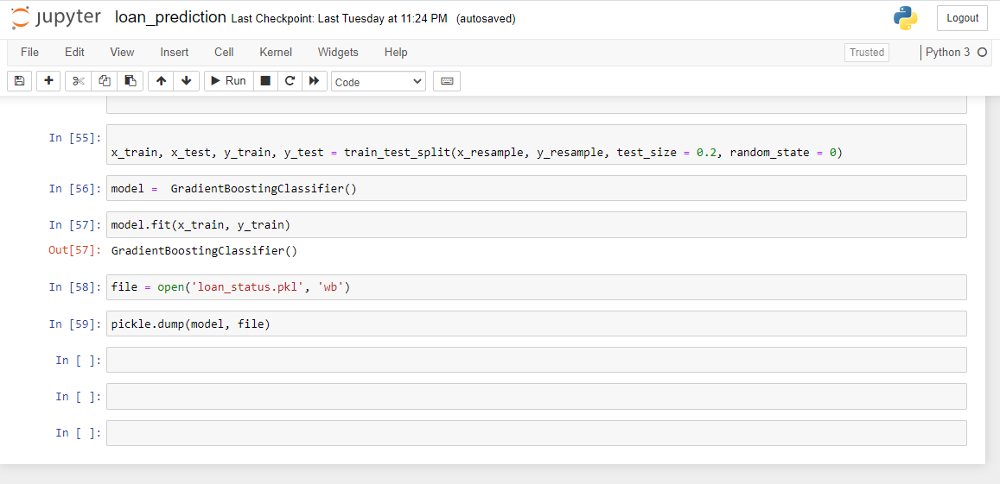 jupyter loan_prediction Last Checkpoint: Last Tuesday at 11:24 PM (autosaved) Logout
File Edit View Insert Cell Kernel Widgets Help Trusted Python 3
Run Code
In [55]:
x_train, x_test, y_train, y_test = train_test_split(x_resample, y_resample, test_size = 0.2, random_state = 0)
In [56]: model =  GradientBoostingClassifier()
In [57]: model.fit(x_train, y_train)
Out[57]: GradientBoostingClassifier()
In [58]: file = open('loan_status.pkl', 'wb')
In [59]: pickle.dump(model, file)
In [ ]:
In [ ]:
In [ ]: